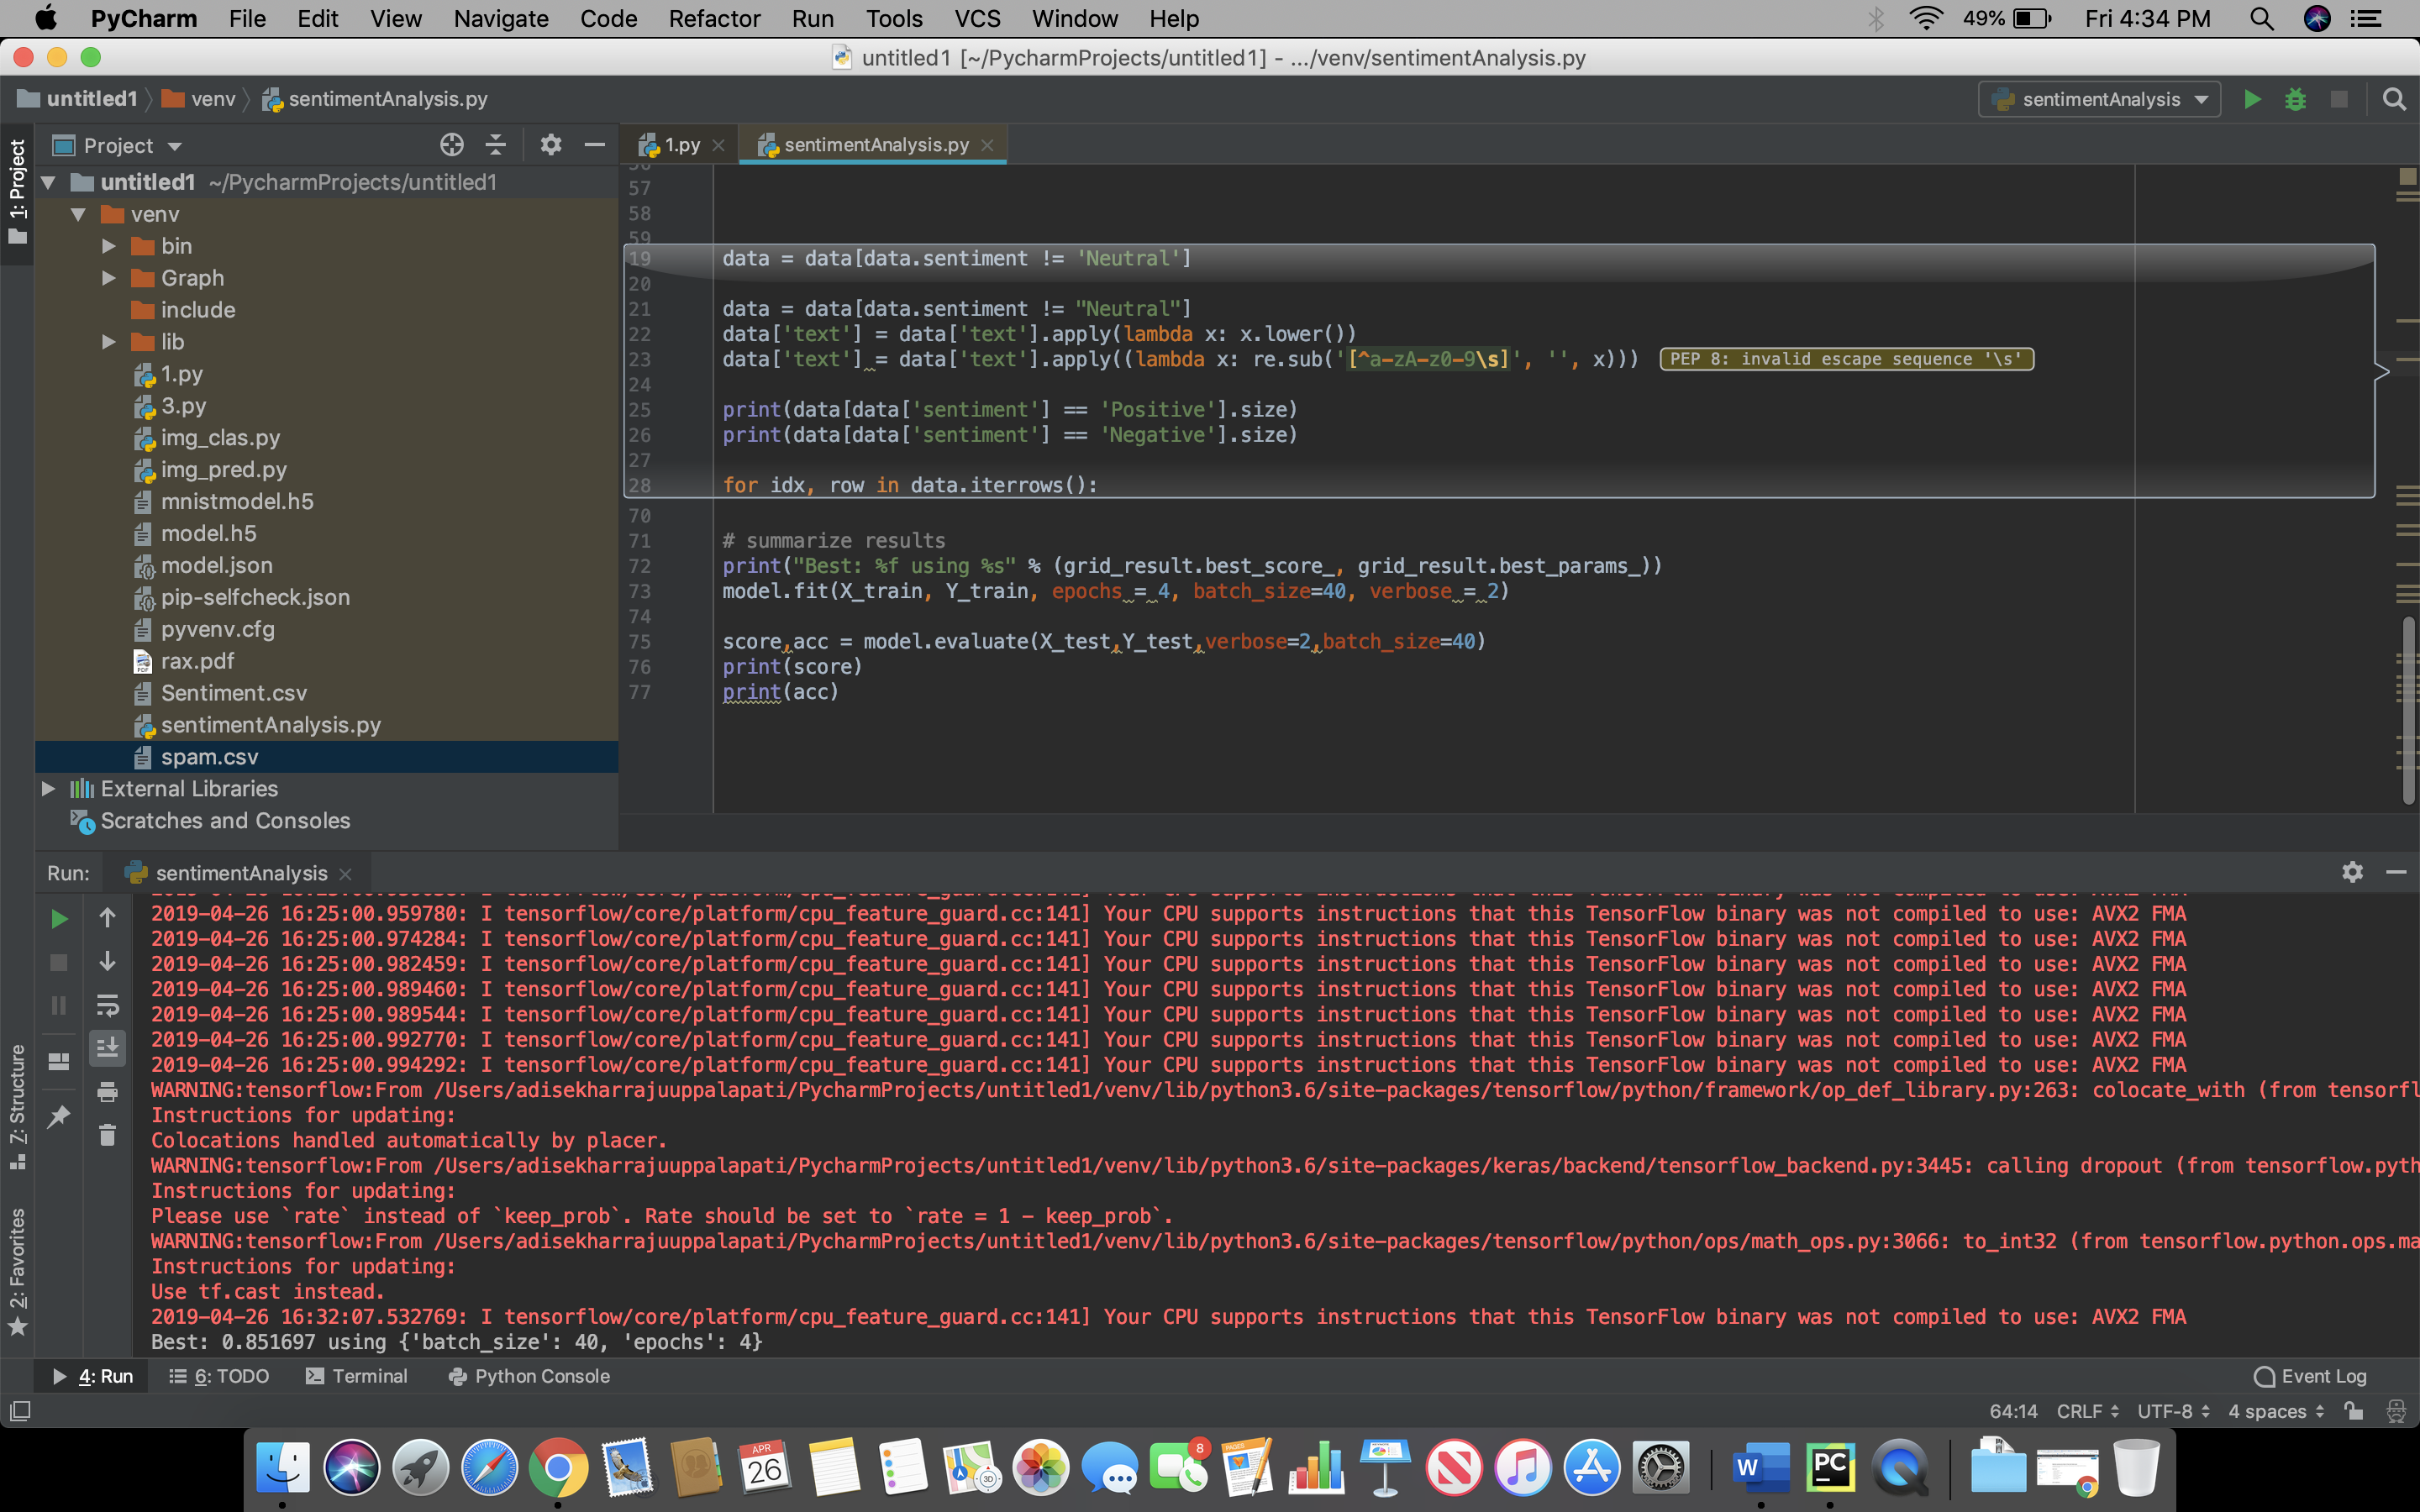 PyCharm File Edit View Navigate Code Refactor Run Tools VCS Window Help 49% Fri 4:34 PM
untitled1 [~/PycharmProjects/untitled1] - .../venv/sentimentAnalysis.py
untitled1 venv sentimentAnalysis.py sentimentAnalysis
1: Project
Project
1.py sentimentAnalysis.py
untitled1 ~/PycharmProjects/untitled1
venv
bin
Graph
include
lib
1.py
3.py
img_clas.py
img_pred.py
mnistmodel.h5
model.h5
model.json
pip-selfcheck.json
pyvenv.cfg
rax.pdf
Sentiment.csv
sentimentAnalysis.py
spam.csv
External Libraries
Scratches and Consoles
57
58
59
19 data = data[data.sentiment != 'Neutral']
20
21 data = data[data.sentiment != "Neutral"]
22 data['text'] = data['text'].apply(lambda x: x.lower())
23 data['text'] = data['text'].apply((lambda x: re.sub('[^a-zA-z0-9\s]', '', x))) PEP 8: invalid escape sequence '\s'
24
25 print(data[data['sentiment'] == 'Positive'].size)
26 print(data[data['sentiment'] == 'Negative'].size)
27
28 for idx, row in data.iterrows():
70
71 # summarize results
72 print("Best: %f using %s" % (grid_result.best_score_, grid_result.best_params_))
73 model.fit(X_train, Y_train, epochs = 4, batch_size=40, verbose = 2)
74
75 score,acc = model.evaluate(X_test,Y_test,verbose=2,batch_size=40)
76 print(score)
77 print(acc)
Run: sentimentAnalysis
7: Structure
2: Favorites
2019-04-26 16:25:00.959780: I tensorflow/core/platform/cpu_feature_guard.cc:141] Your CPU supports instructions that this TensorFlow binary was not compiled to use: AVX2 FMA
2019-04-26 16:25:00.974284: I tensorflow/core/platform/cpu_feature_guard.cc:141] Your CPU supports instructions that this TensorFlow binary was not compiled to use: AVX2 FMA
2019-04-26 16:25:00.982459: I tensorflow/core/platform/cpu_feature_guard.cc:141] Your CPU supports instructions that this TensorFlow binary was not compiled to use: AVX2 FMA
2019-04-26 16:25:00.989460: I tensorflow/core/platform/cpu_feature_guard.cc:141] Your CPU supports instructions that this TensorFlow binary was not compiled to use: AVX2 FMA
2019-04-26 16:25:00.989544: I tensorflow/core/platform/cpu_feature_guard.cc:141] Your CPU supports instructions that this TensorFlow binary was not compiled to use: AVX2 FMA
2019-04-26 16:25:00.992770: I tensorflow/core/platform/cpu_feature_guard.cc:141] Your CPU supports instructions that this TensorFlow binary was not compiled to use: AVX2 FMA
2019-04-26 16:25:00.994292: I tensorflow/core/platform/cpu_feature_guard.cc:141] Your CPU supports instructions that this TensorFlow binary was not compiled to use: AVX2 FMA
WARNING:tensorflow:From /Users/adisekharrajuuppalapati/PycharmProjects/untitled1/venv/lib/python3.6/site-packages/tensorflow/python/framework/op_def_library.py:263: colocate_with (from tensorfl
Instructions for updating:
Colocations handled automatically by placer.
WARNING:tensorflow:From /Users/adisekharrajuuppalapati/PycharmProjects/untitled1/venv/lib/python3.6/site-packages/keras/backend/tensorflow_backend.py:3445: calling dropout (from tensorflow.pyth
Instructions for updating:
Please use `rate` instead of `keep_prob`. Rate should be set to `rate = 1 - keep_prob`.
WARNING:tensorflow:From /Users/adisekharrajuuppalapati/PycharmProjects/untitled1/venv/lib/python3.6/site-packages/tensorflow/python/ops/math_ops.py:3066: to_int32 (from tensorflow.python.ops.ma
Instructions for updating:
Use tf.cast instead.
2019-04-26 16:32:07.532769: I tensorflow/core/platform/cpu_feature_guard.cc:141] Your CPU supports instructions that this TensorFlow binary was not compiled to use: AVX2 FMA
Best: 0.851697 using {'batch_size': 40, 'epochs': 4}
4: Run 6: TODO Terminal Python Console Event Log
64:14 CRLF UTF-8 4 spaces
APR
26
3D
8
PAGES
W
PC